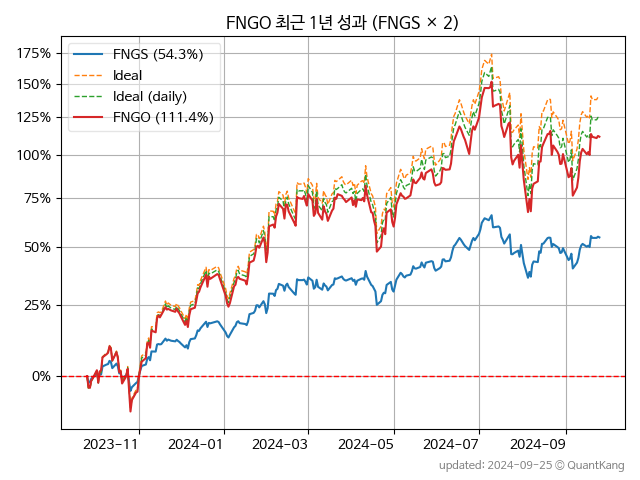 FNGO 최근 1년 성과 (FNGS × 2)
FNGS (54.3%)
Ideal
Ideal (daily)
FNGO (111.4%)
175%
150%
125%
100%
75%
50%
25%
0%
2023-11 2024-01 2024-03 2024-05 2024-07 2024-09
updated: 2024-09-25 © QuantKang